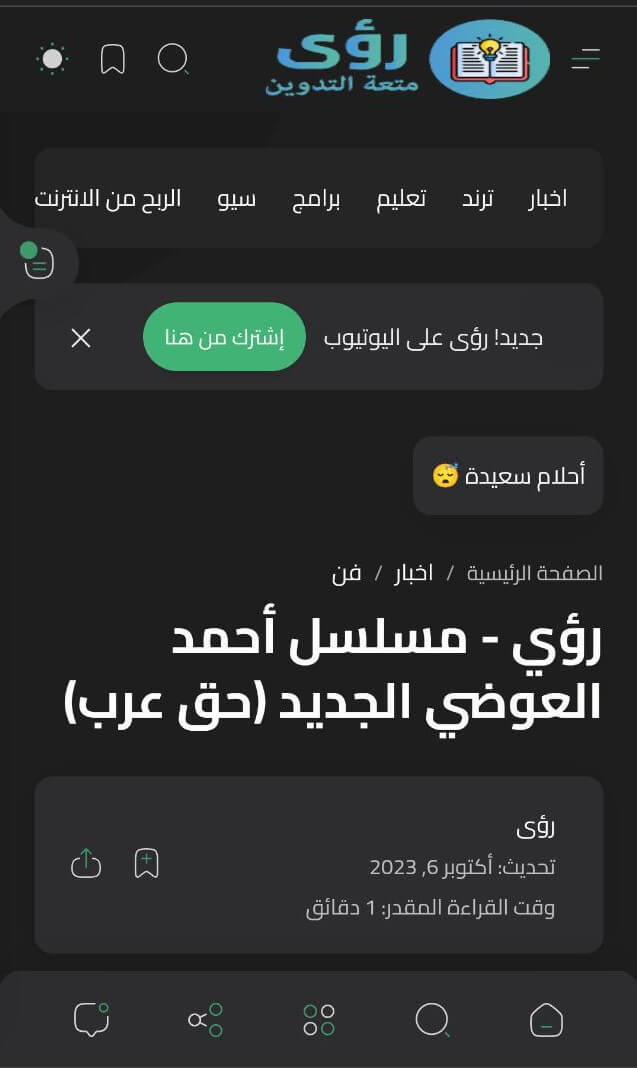 رؤى
متعة التدوين
اخبار ترند تعليم برامج سيو الربح من الانترنت
جديد! رؤى على اليوتيوب إشترك من هنا
أحلام سعيدة 😴
الصفحة الرئيسية / اخبار / فن
رؤي - مسلسل أحمد
العوضي الجديد (حق عرب)
رؤى
تحديث: أكتوبر 6, 2023
وقت القراءة المقدر: 1 دقائق